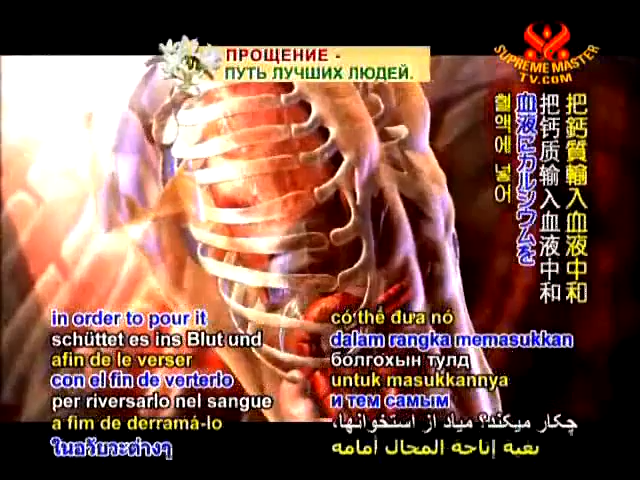 ПРОЩЕНИЕ -
ПУТЬ ЛУЧШИХ ЛЮДЕЙ.
SUPREME MASTER
TV.COM
把鈣質輸入血液中和
把钙质输入血液中和
血液にカルシウムを
혈액에 넣어
in order to pour it
schüttet es ins Blut und
afin de le verser
con el fin de verterlo
per riversarlo nel sangue
a fim de derramá-lo
ในอวัยวะต่างๆ
có thể đưa nó
dalam rangka memasukkan
болгохын тулд
untuk masukkannya
и тем самым
چکار میکند؟ میاد از استخوانها،
بغية إتاحة المجال أمامه